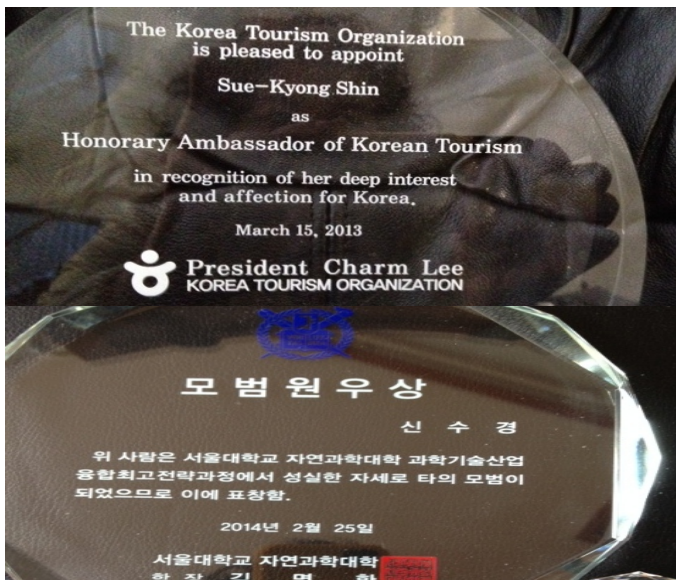 The Korea Tourism Organization
is pleased to appoint
Sue-Kyong Shin
as
Honorary Ambassador of Korean Tourism
in recognition of her deep interest
and affection for Korea.
March 15, 2013
President Charm Lee
KOREA TOURISM ORGANIZATION
모범원우상
신 수 경
위 사람은 서울대학교 자연과학대학 과학기술산업
융합최고전략과정에서 성실한 자세로 타의 모범이
되었으므로 이에 표창함.
2014년 2월 25일
서울대학교 자연과학대학
학 장 김 명